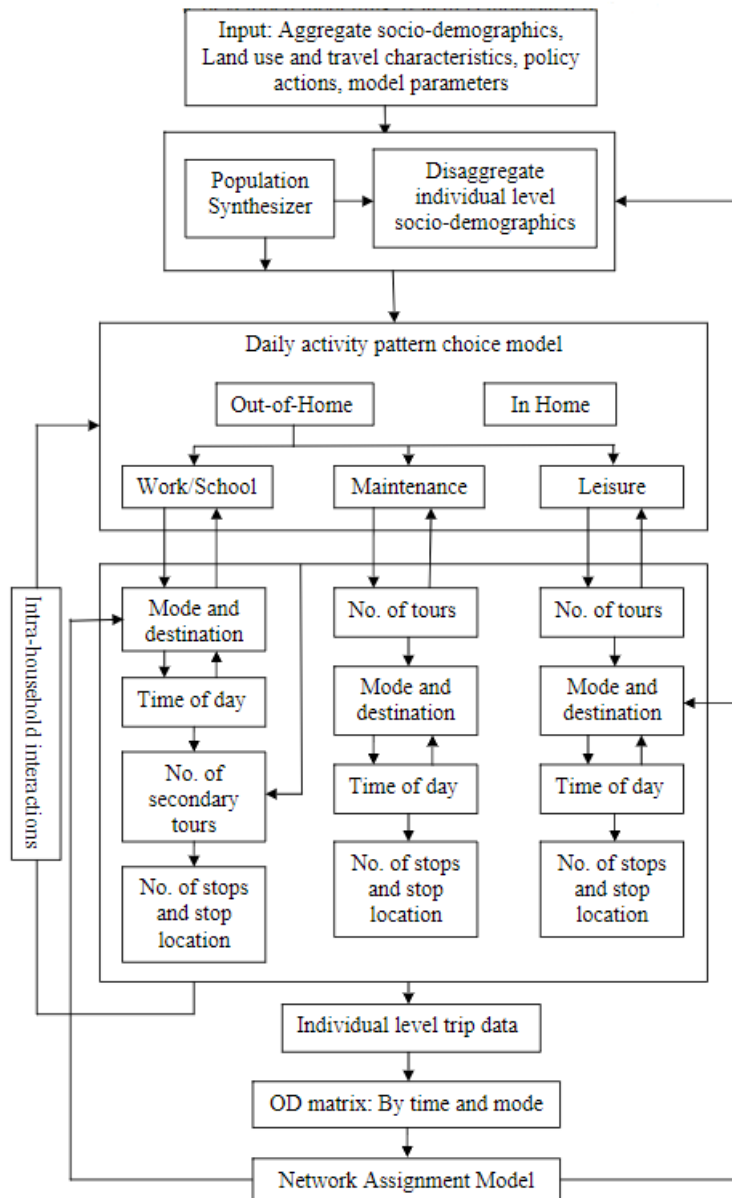 Input: Aggregate socio-demographics,
Land use and travel characteristics, policy
actions, model parameters
Population
Synthesizer
Disaggregate
individual level
socio-demographics
Daily activity pattern choice model
Out-of-Home
In Home
Work/School
Maintenance
Leisure
Intra-household interactions
Mode and
destination
Time of day
No. of
secondary
tours
No. of stops
and stop
location
No. of tours
Mode and
destination
Time of day
No. of stops
and stop
location
No. of tours
Mode and
destination
Time of day
No. of stops
and stop
location
Individual level trip data
OD matrix: By time and mode
Network Assignment Model